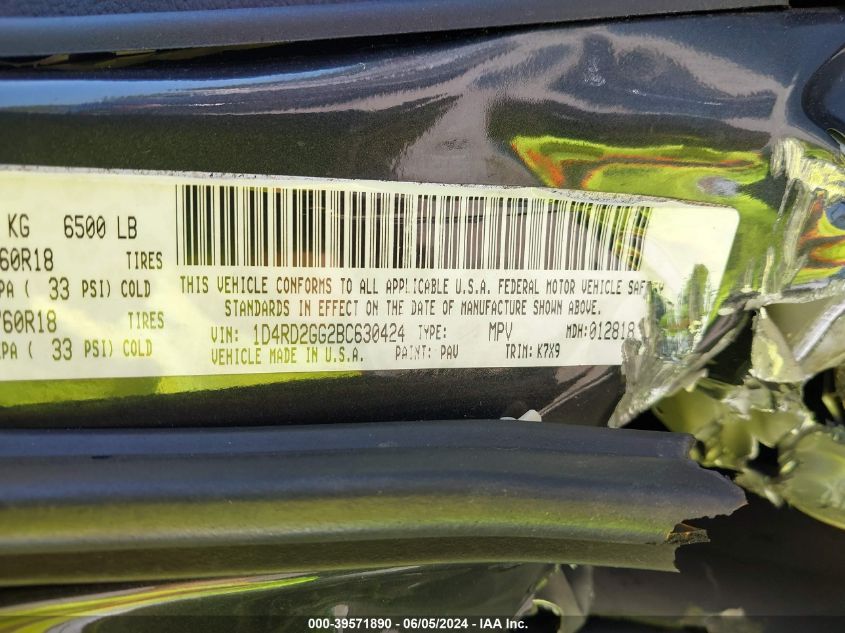 KG 6500 LB
60R18 TIRES
PA ( 33 PSI) COLD
60R18 TIRES
PA ( 33 PSI) COLD
THIS VEHICLE CONFORMS TO ALL APPLICABLE U.S.A. FEDERAL MOTOR VEHICLE SAFETY
STANDARDS IN EFFECT ON THE DATE OF MANUFACTURE SHOWN ABOVE.
VIN: 1D4RD2GG2BC630424 TYPE: MPV MDH:012818
VEHICLE MADE IN U.S.A. PAINT: PAU TRIM: K7X9
000-39571890 - 06/05/2024 - IAA Inc.